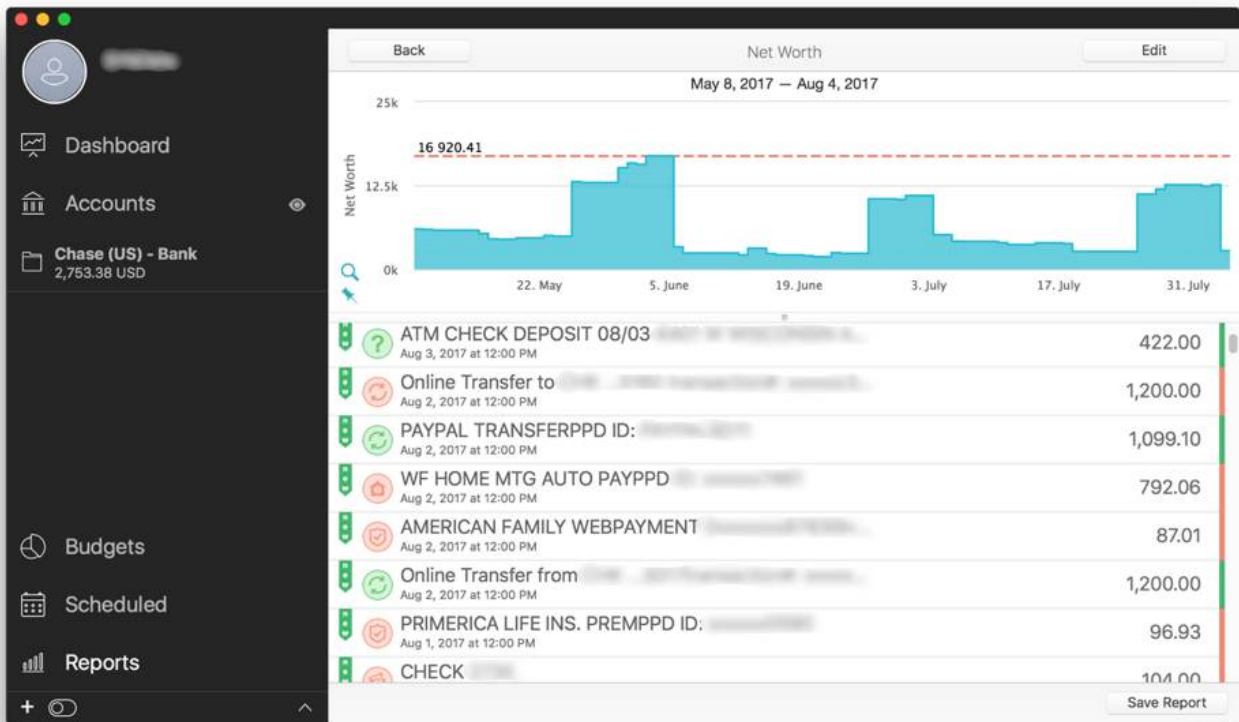 Dashboard
Accounts
Chase (US) - Bank
2,753.38 USD
Budgets
Scheduled
Reports
Back
Net Worth
Edit
May 8, 2017 — Aug 4, 2017
25k
16 920.41
Net Worth
12.5k
0k
22. May
5. June
19. June
3. July
17. July
31. July
ATM CHECK DEPOSIT 08/03
Aug 3, 2017 at 12:00 PM
422.00
Online Transfer to
Aug 2, 2017 at 12:00 PM
1,200.00
PAYPAL TRANSFERPPD ID:
Aug 2, 2017 at 12:00 PM
1,099.10
WF HOME MTG AUTO PAYPPD
Aug 2, 2017 at 12:00 PM
792.06
AMERICAN FAMILY WEBPAYMENT
Aug 2, 2017 at 12:00 PM
87.01
Online Transfer from
Aug 2, 2017 at 12:00 PM
1,200.00
PRIMERICA LIFE INS. PREMPPD ID:
Aug 1, 2017 at 12:00 PM
96.93
CHECK
104.00
Save Report